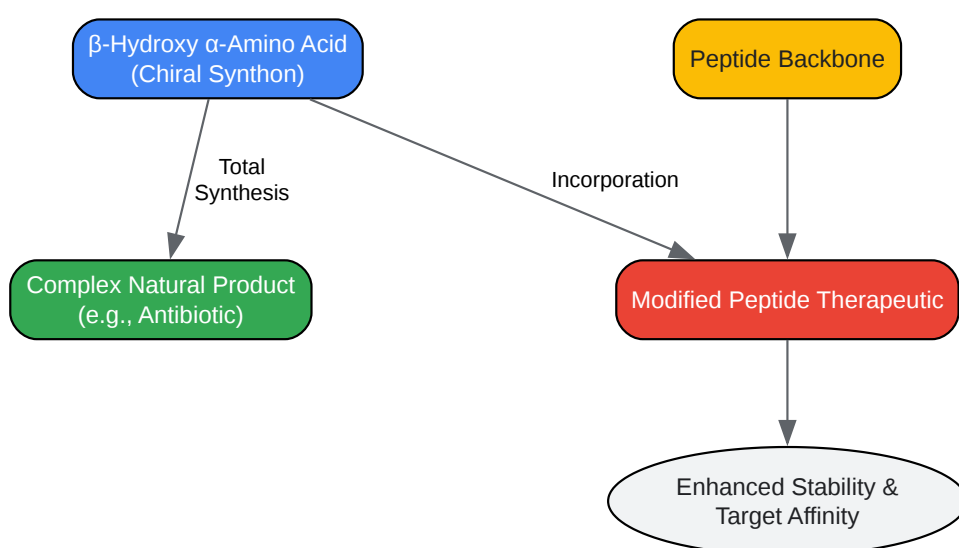 β-Hydroxy α-Amino Acid
(Chiral Synthon)
Peptide Backbone
Total
Synthesis
Incorporation
Complex Natural Product
(e.g., Antibiotic)
Modified Peptide Therapeutic
Enhanced Stability &
Target Affinity